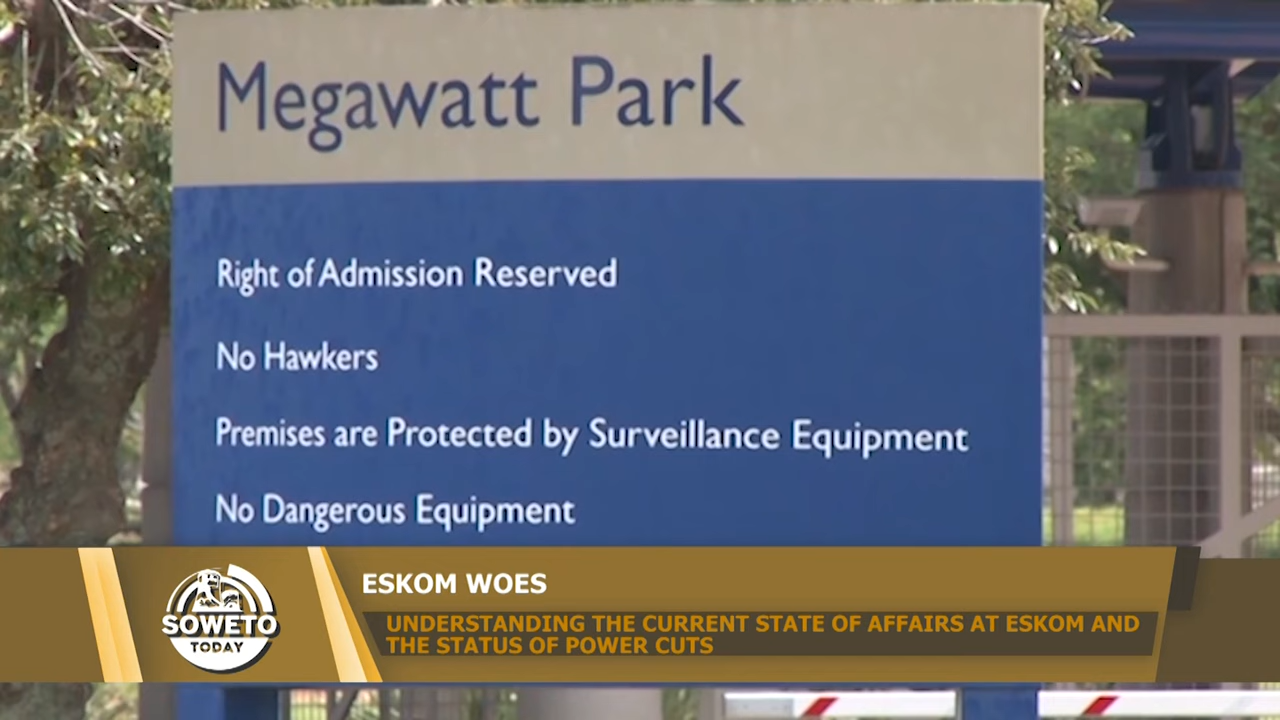 Megawatt Park
Right of Admission Reserved
No Hawkers
Premises are Protected by Surveillance Equipment
No Dangerous Equipment
ESKOM WOES
UNDERSTANDING THE CURRENT STATE OF AFFAIRS AT ESKOM AND
THE STATUS OF POWER CUTS
SOWETO
TODAY